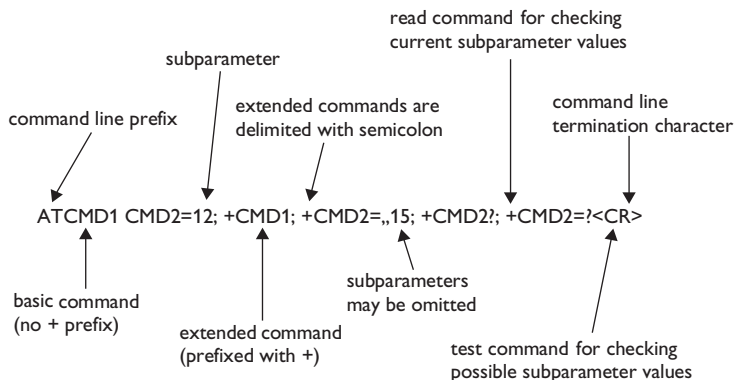 read command for checking
current subparameter values
subparameter
extended commands are
delimited with semicolon
command line
termination character
command line prefix
ATCMD1 CMD2=12; +CMD1; +CMD2=,,15; +CMD2?; +CMD2=?<CR>
basic command
(no + prefix)
extended command
(prefixed with +)
subparameters
may be omitted
test command for checking
possible subparameter values